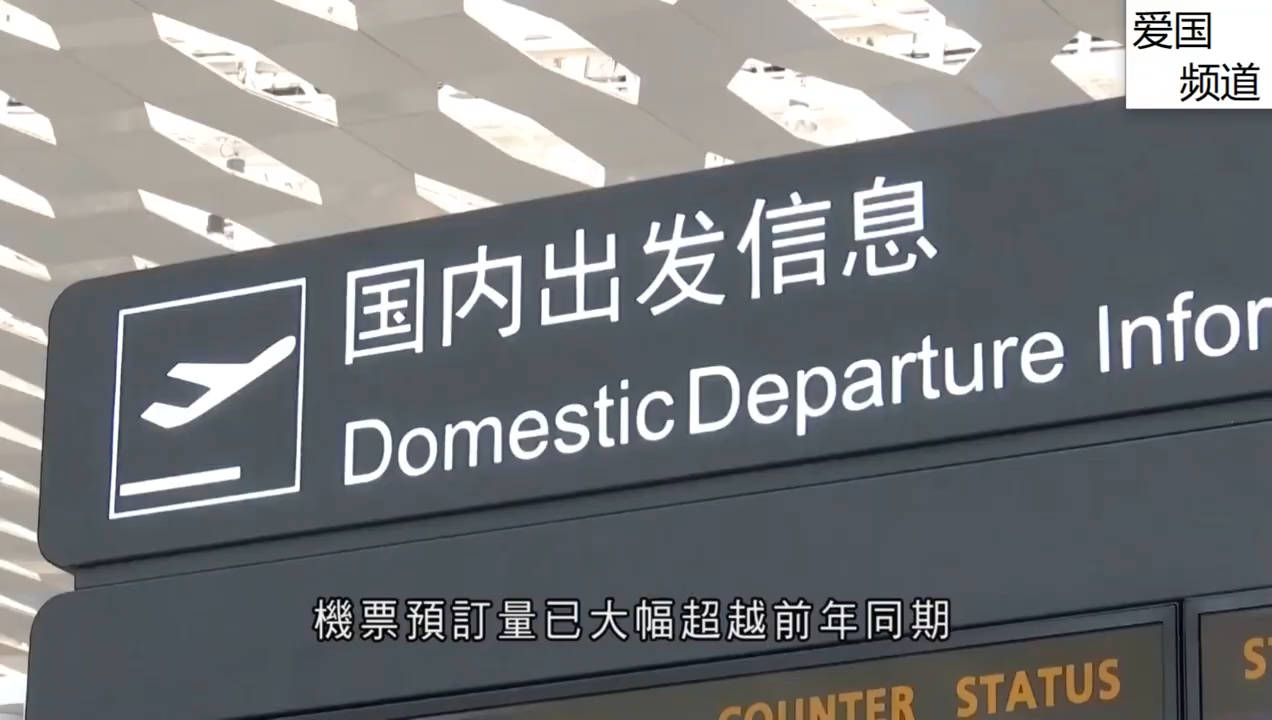 爱国
频道
国内出发信息
Domestic Departure Infor
機票預訂量已大幅超越前年同期
COUNTER STATUS